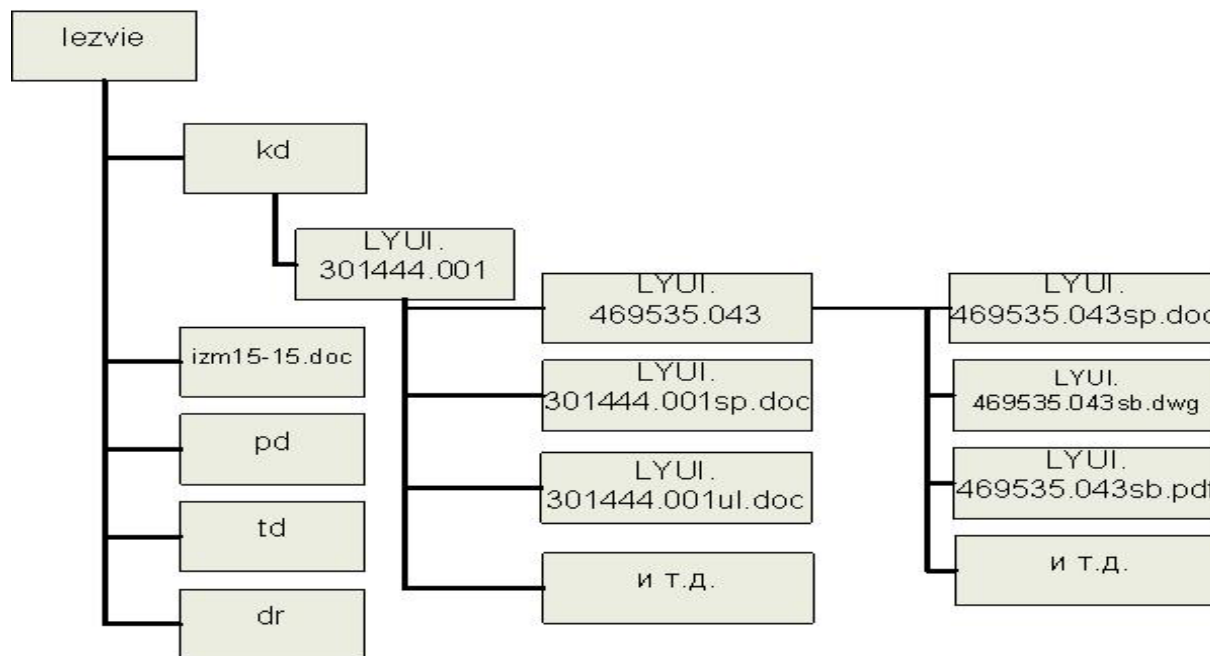 lezvie
kd
LYUI.
301444.001
LYUI.
469535.043
LYUI.
469535.043sp.doc
izm15-15.doc
LYUI.
301444.001sp.doc
LYUI.
469535.043sb.dwg
pd
LYUI.
301444.001ul.doc
LYUI.
469535.043sb.pdf
td
и т.д.
и т.д.
dr